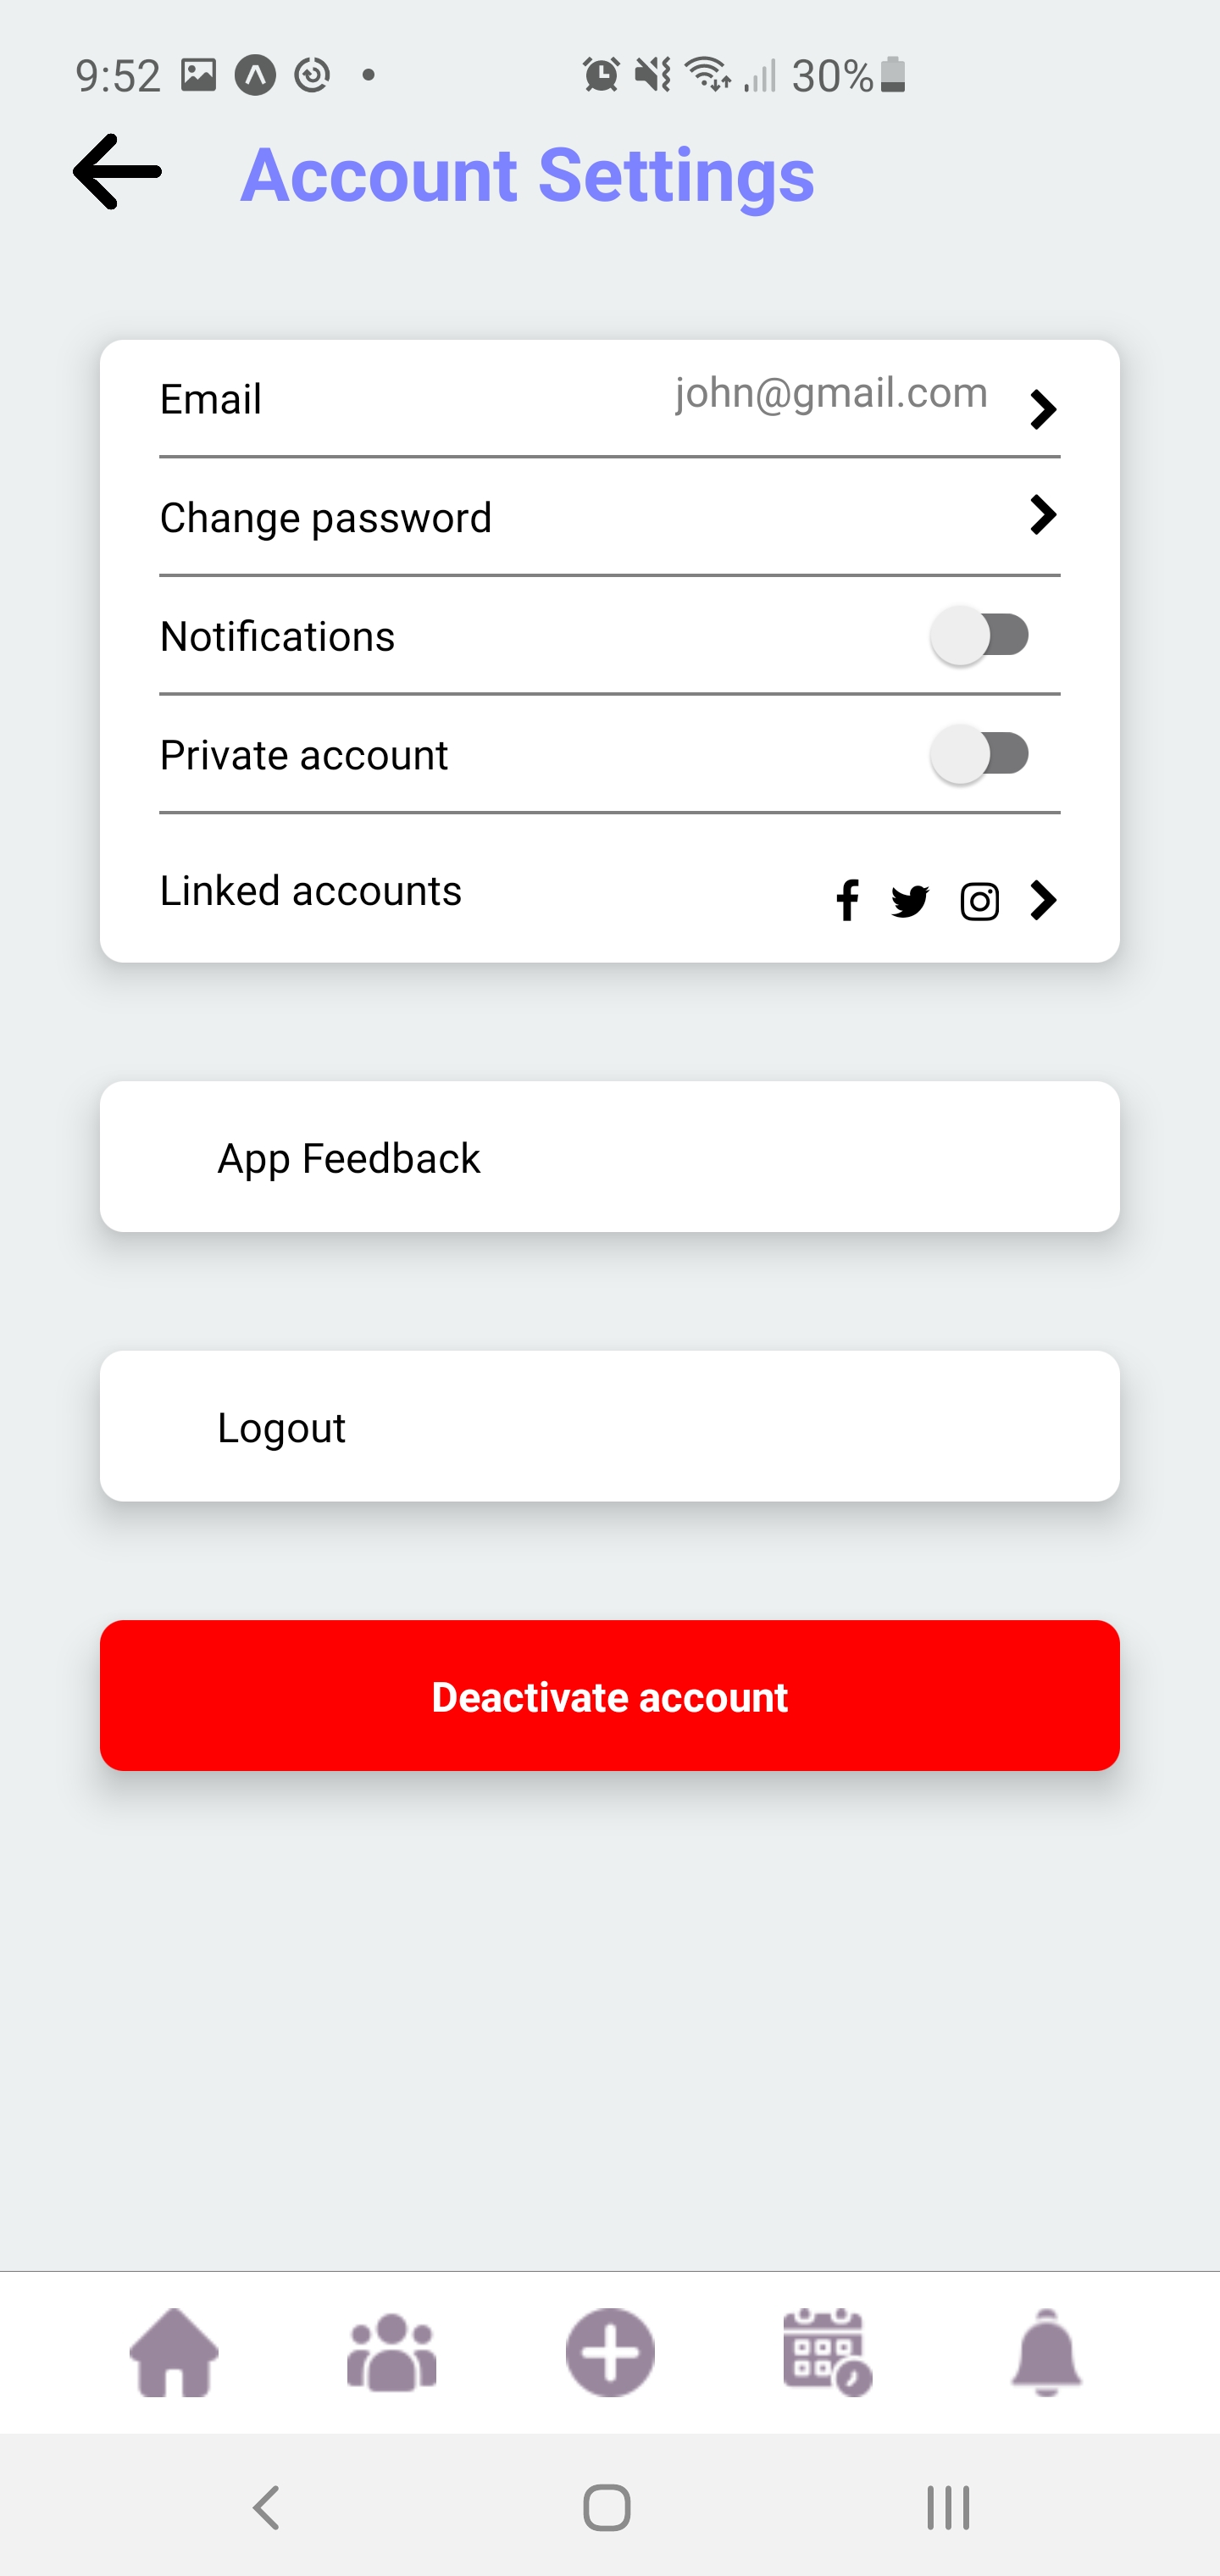 9:52 30%
Account Settings
Email john@gmail.com
Change password
Notifications
Private account
Linked accounts
App Feedback
Logout
Deactivate account